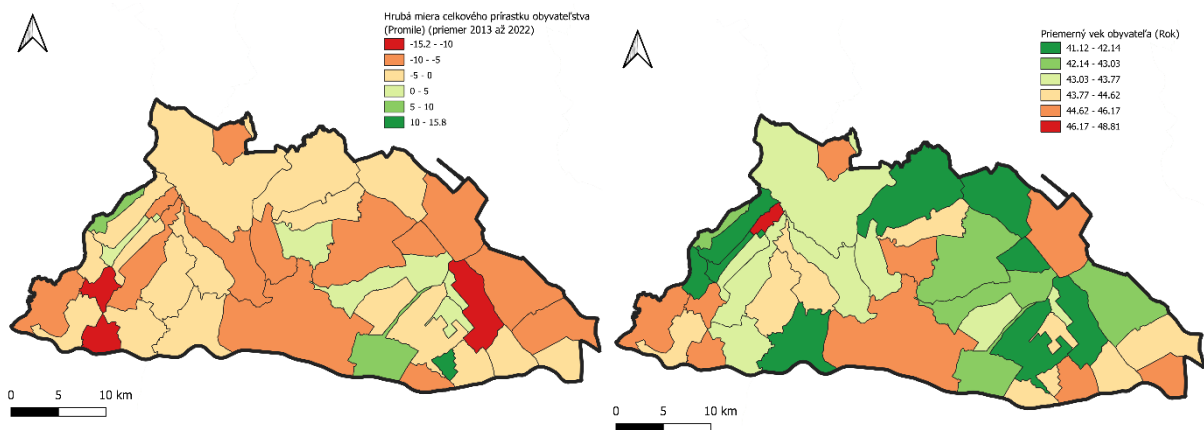 Hrubá miera celkového prírastku obyvateľstva
(Promile) (priemer 2013 až 2022)
-15.2 - -10
-10 - -5
-5 - 0
0 - 5
5 - 10
10 - 15.8
0 5 10 km
Priemerný vek obyvateľa (Rok)
41.12 - 42.14
42.14 - 43.03
43.03 - 43.77
43.77 - 44.62
44.62 - 46.17
46.17 - 48.81
0 5 10 km